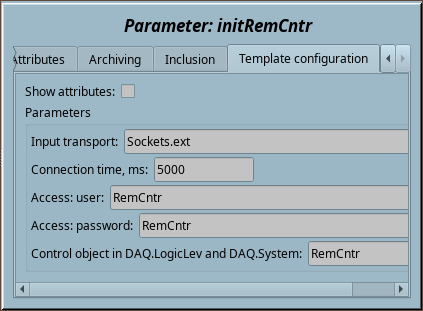 Parameter: initRemCntr
Archiving
Inclusion
Template configuration
Show attributes:
Parameters
Input transport: Sockets.ext
Connection time, ms: 5000
Access: user: RemCntr
Access: password: RemCntr
Control object in DAQ.LogicLev and DAQ.System: RemCntr